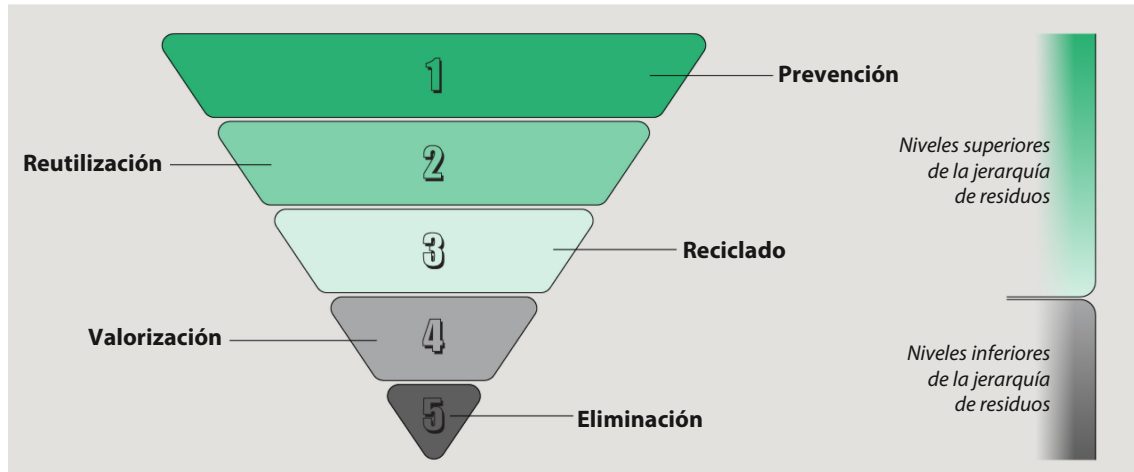 1
Prevención
Reutilización
2
3
Reciclado
Valorización
4
5
Eliminación
Niveles superiores
de la jerarquía
de residuos
Niveles inferiores
de la jerarquía
de residuos